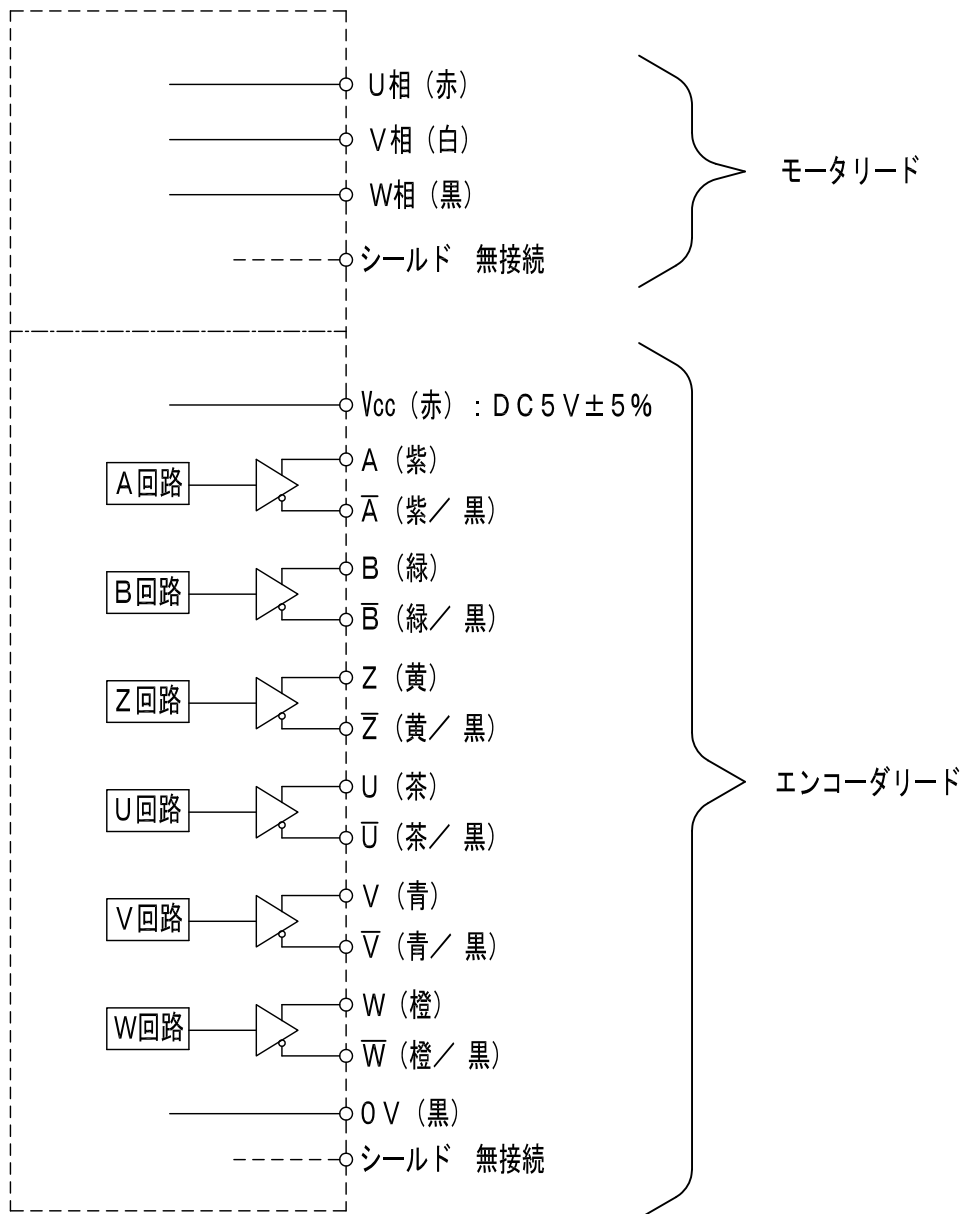 U相（赤）
V相（白）
モータリード
W相（黒）
シールド　無接続
Vcc（赤）：DC5V±5%
A（紫）
A回路
A̅（紫／黒）
B（緑）
B回路
B̅（緑／黒）
Z（黄）
Z回路
Z̅（黄／黒）
エンコーダリード
U（茶）
U回路
U̅（茶／黒）
V（青）
V回路
V̅（青／黒）
W（橙）
W回路
W̅（橙／黒）
0V（黒）
シールド　無接続